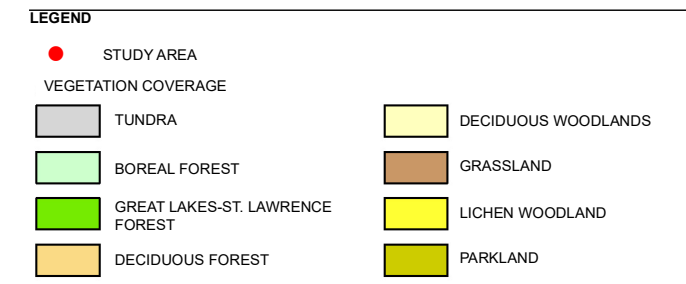 LEGEND
STUDY AREA
VEGETATION COVERAGE
TUNDRA
BOREAL FOREST
GREAT LAKES-ST. LAWRENCE
FOREST
DECIDUOUS FOREST
DECIDUOUS WOODLANDS
GRASSLAND
LICHEN WOODLAND
PARKLAND